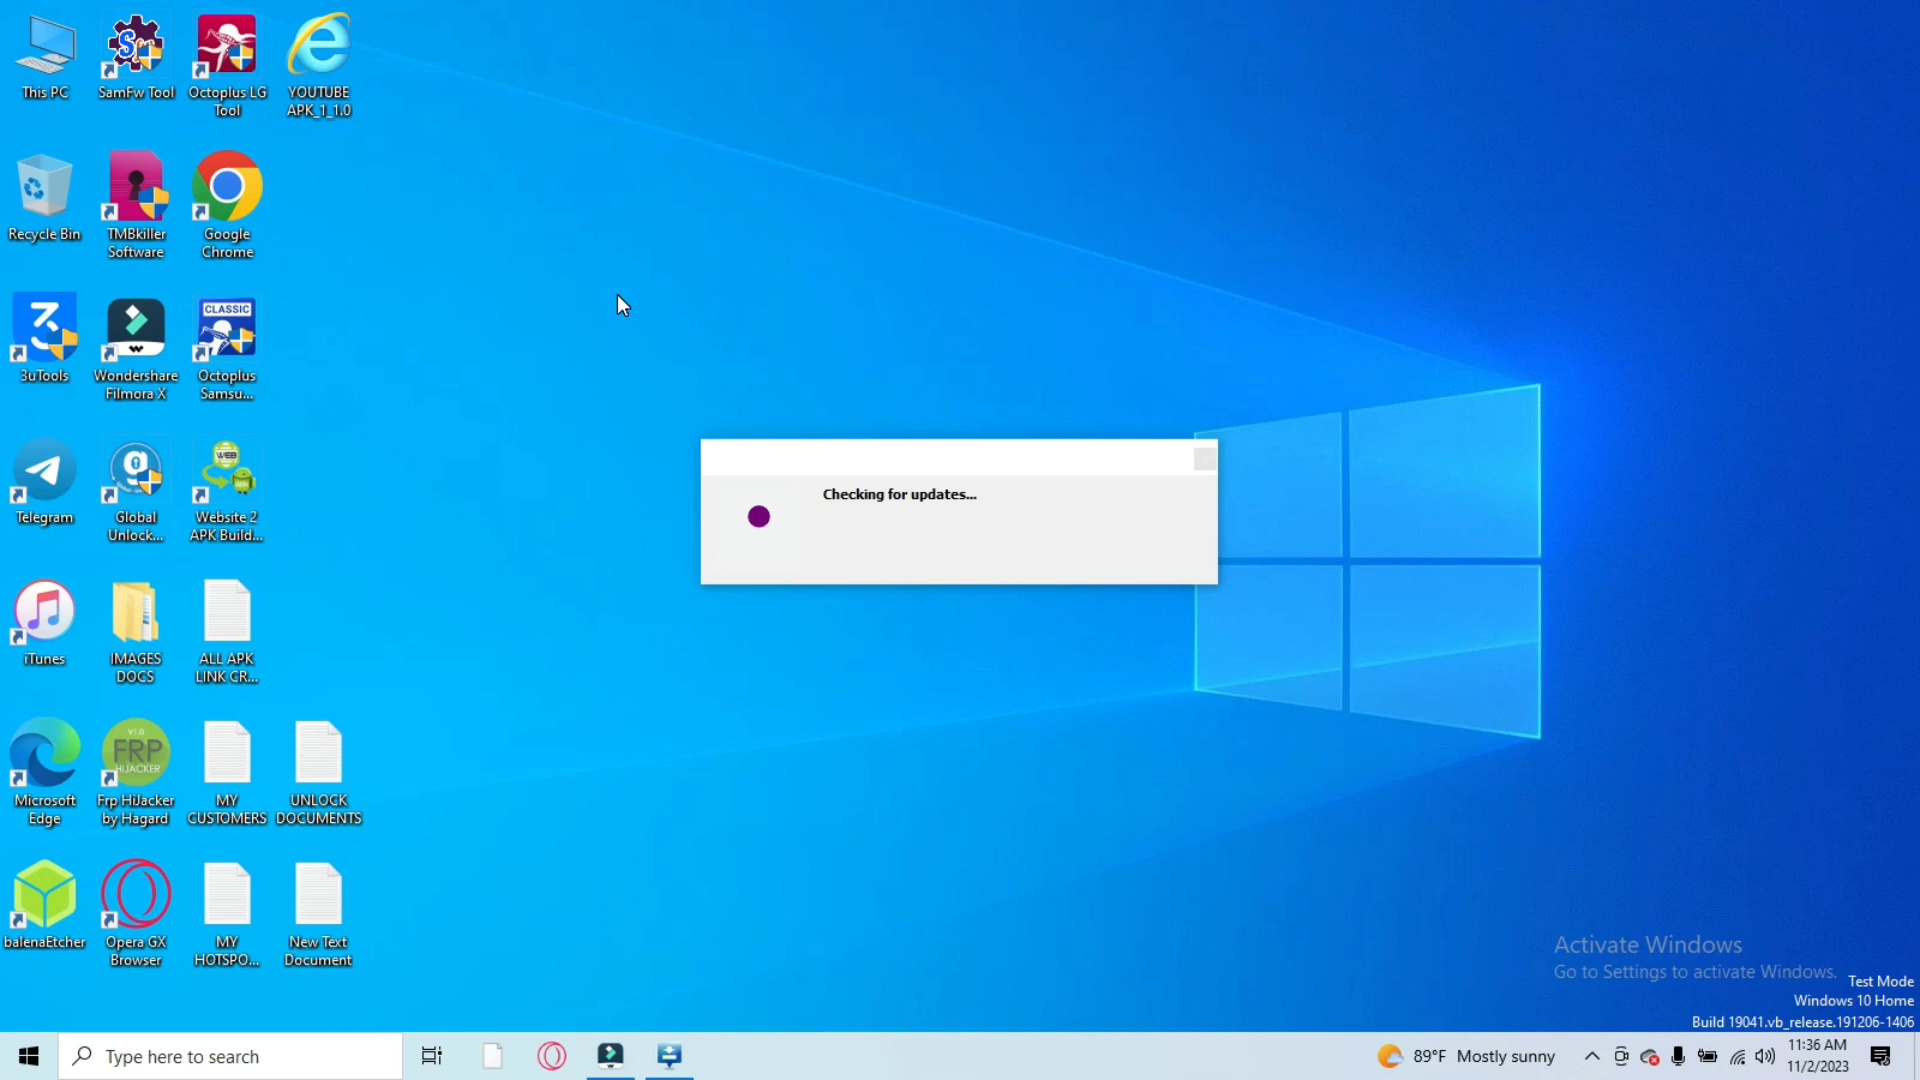 This PC
SamFw Tool
Octoplus LG
Tool
YOUTUBE
APK_1_1.0
Recycle Bin
TMBkiller
Software
Google
Chrome
3uTools
Wondershare
Filmora X
CLASSIC
Octoplus
Samsu...
Telegram
Global
Unlock...
WEB
Website 2
APK Build...
iTunes
IMAGES
DOCS
ALL APK
LINK CR...
Microsoft
Edge
V1.0
FRP
HIJACKER
Frp HiJacker
by Hagard
MY
CUSTOMERS
UNLOCK
DOCUMENTS
balenaEtcher
Opera GX
Browser
MY
HOTSPO...
New Text
Document
Checking for updates...
Activate Windows
Go to Settings to activate Windows.
Test Mode
Windows 10 Home
Build 19041.vb_release.191206-1406
Type here to search
89°F Mostly sunny
11:36 AM
11/2/2023